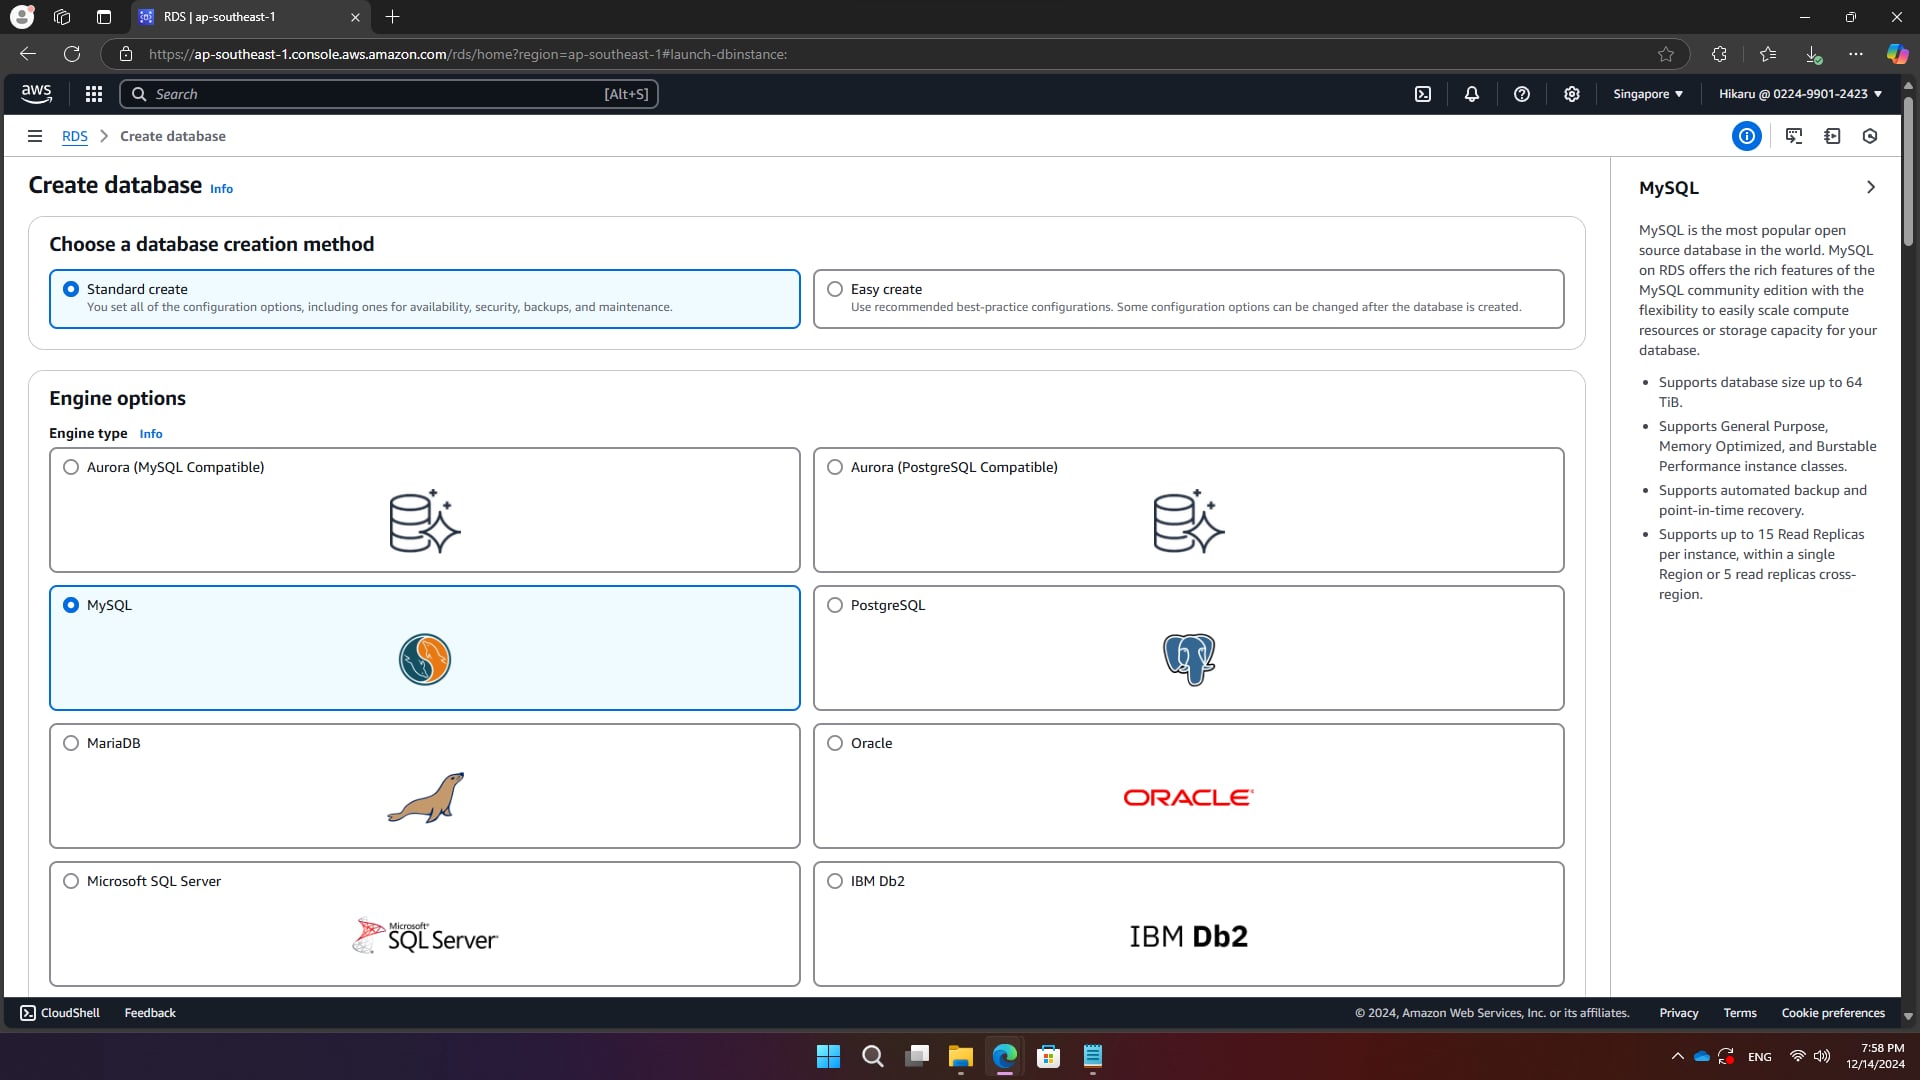 RDS | ap-southeast-1
https://ap-southeast-1.console.aws.amazon.com/rds/home?region=ap-southeast-1#launch-dbinstance:
aws
Search
[Alt+S]
Singapore
Hikaru @ 0224-9901-2423
RDS
Create database
Create database
Info
Choose a database creation method
Standard create
You set all of the configuration options, including ones for availability, security, backups, and maintenance.
Easy create
Use recommended best-practice configurations. Some configuration options can be changed after the database is created.
Engine options
Engine type
Info
Aurora (MySQL Compatible)
Aurora (PostgreSQL Compatible)
MySQL
PostgreSQL
MariaDB
Oracle
ORACLE
Microsoft SQL Server
Microsoft
SQL Server
IBM Db2
IBM Db2
MySQL
MySQL is the most popular open
source database in the world. MySQL
on RDS offers the rich features of the
MySQL community edition with the
flexibility to easily scale compute
resources or storage capacity for your
database.
Supports database size up to 64
TiB.
Supports General Purpose,
Memory Optimized, and Burstable
Performance instance classes.
Supports automated backup and
point-in-time recovery.
Supports up to 15 Read Replicas
per instance, within a single
Region or 5 read replicas cross-
region.
CloudShell
Feedback
© 2024, Amazon Web Services, Inc. or its affiliates.
Privacy
Terms
Cookie preferences
ENG
7:58 PM
12/14/2024